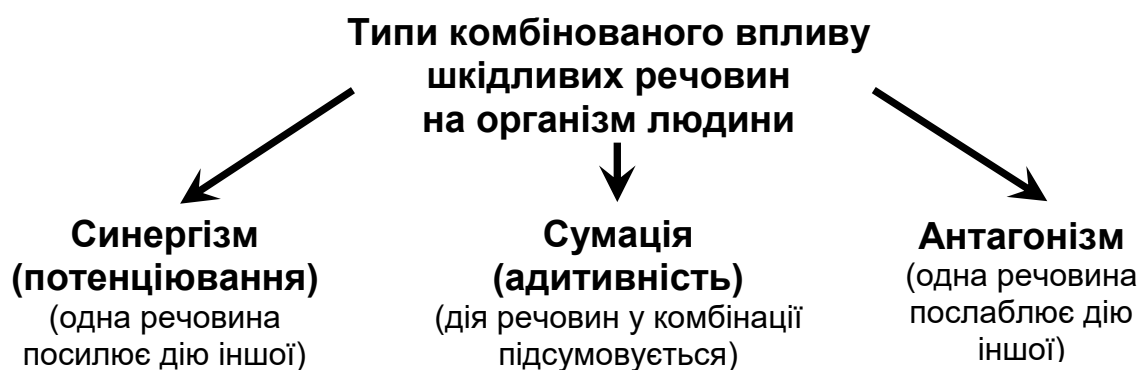 Типи комбінованого впливу
шкідливих речовин
на організм людини
Синергізм
(потенціювання)
(одна речовина
посилює дію іншої)
Сумація
(адитивність)
(дія речовин у комбінації
підсумовується)
Антагонізм
(одна речовина
послаблює дію
іншої)